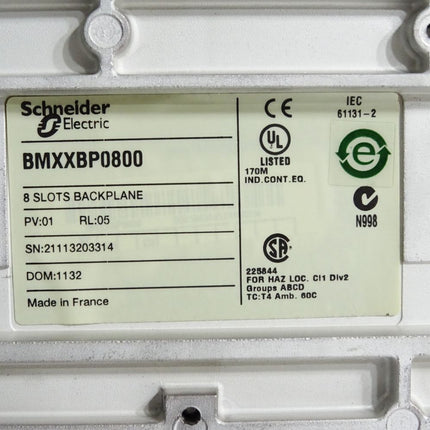 Schneider
Electric
BMXXBP0800
8 SLOTS BACKPLANE
PV:01 RL:05
SN:21113203314
DOM:1132
Made in France
CE
IEC
61131-2
UL
LISTED
170M
IND.CONT.EQ.
e
N998
SA
225844
FOR HAZ LOC. Cl1 Div2
Groups ABCD
TC:T4 Amb. 60C